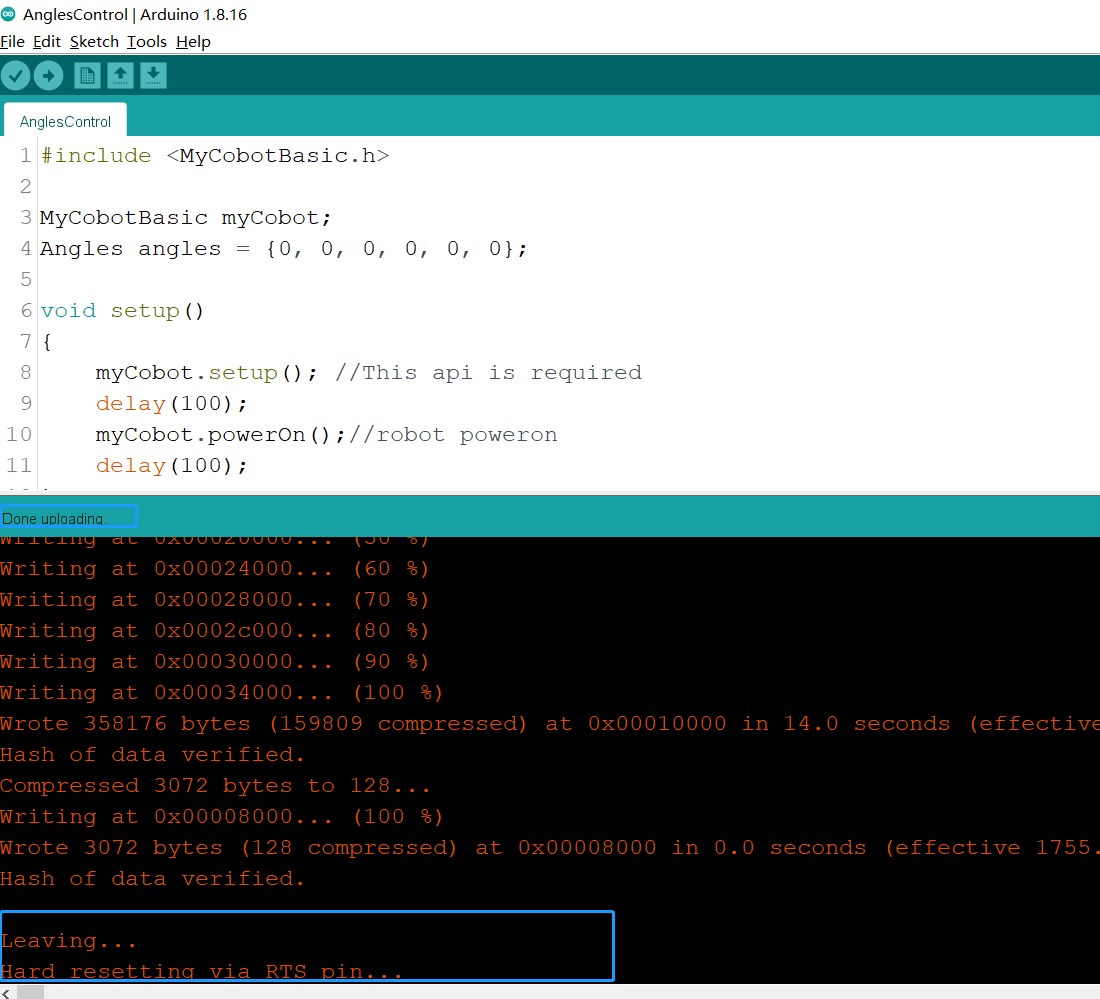 AnglesControl | Arduino 1.8.16
File Edit Sketch Tools Help
AnglesControl
1 #include <MyCobotBasic.h>
2
3 MyCobotBasic myCobot;
4 Angles angles = {0, 0, 0, 0, 0, 0};
5
6 void setup()
7 {
8 myCobot.setup(); //This api is required
9 delay(100);
10 myCobot.powerOn();//robot poweron
11 delay(100);
Done uploading.
Writing at 0x00020000... (50 %)
Writing at 0x00024000... (60 %)
Writing at 0x00028000... (70 %)
Writing at 0x0002c000... (80 %)
Writing at 0x00030000... (90 %)
Writing at 0x00034000... (100 %)
Wrote 358176 bytes (159809 compressed) at 0x00010000 in 14.0 seconds (effective
Hash of data verified.
Compressed 3072 bytes to 128...
Writing at 0x00008000... (100 %)
Wrote 3072 bytes (128 compressed) at 0x00008000 in 0.0 seconds (effective 1755.
Hash of data verified.
Leaving...
Hard resetting via RTS pin...